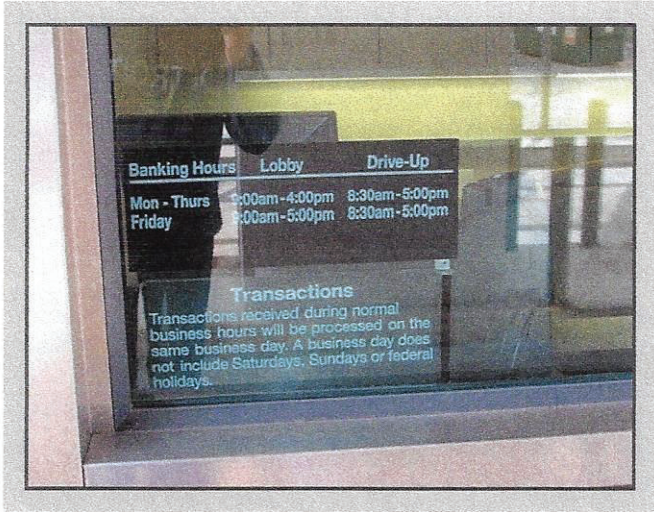 Banking Hours Lobby Drive-Up
Mon - Thurs 9:00am-4:00pm 8:30am-5:00pm
Friday 9:00am-5:00pm 8:30am-5:00pm
Transactions
Transactions received during normal
business hours will be processed on the
same business day. A business day does
not include Saturdays, Sundays or federal
holidays.